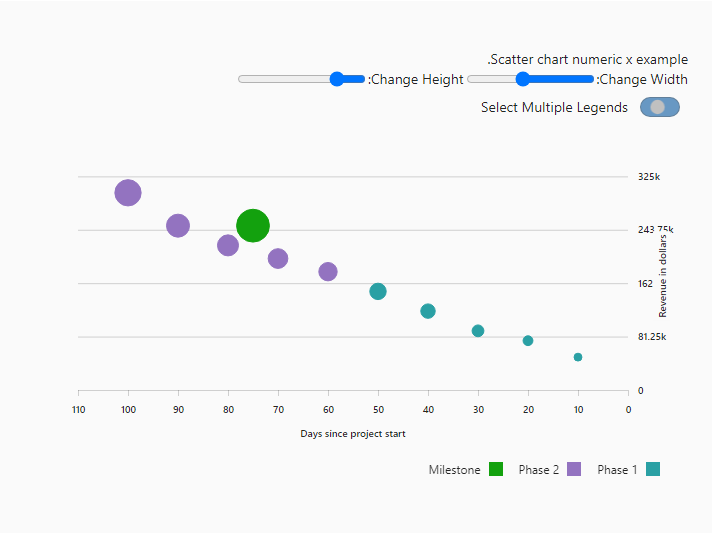 .Scatter chart numeric x example
:Change Width
:Change Height
Select Multiple Legends
325k
243.75k
162
81.25k
0
Revenue in dollars
110 100 90 80 70 60 50 40 30 20 10 0
Days since project start
Milestone Phase 2 Phase 1